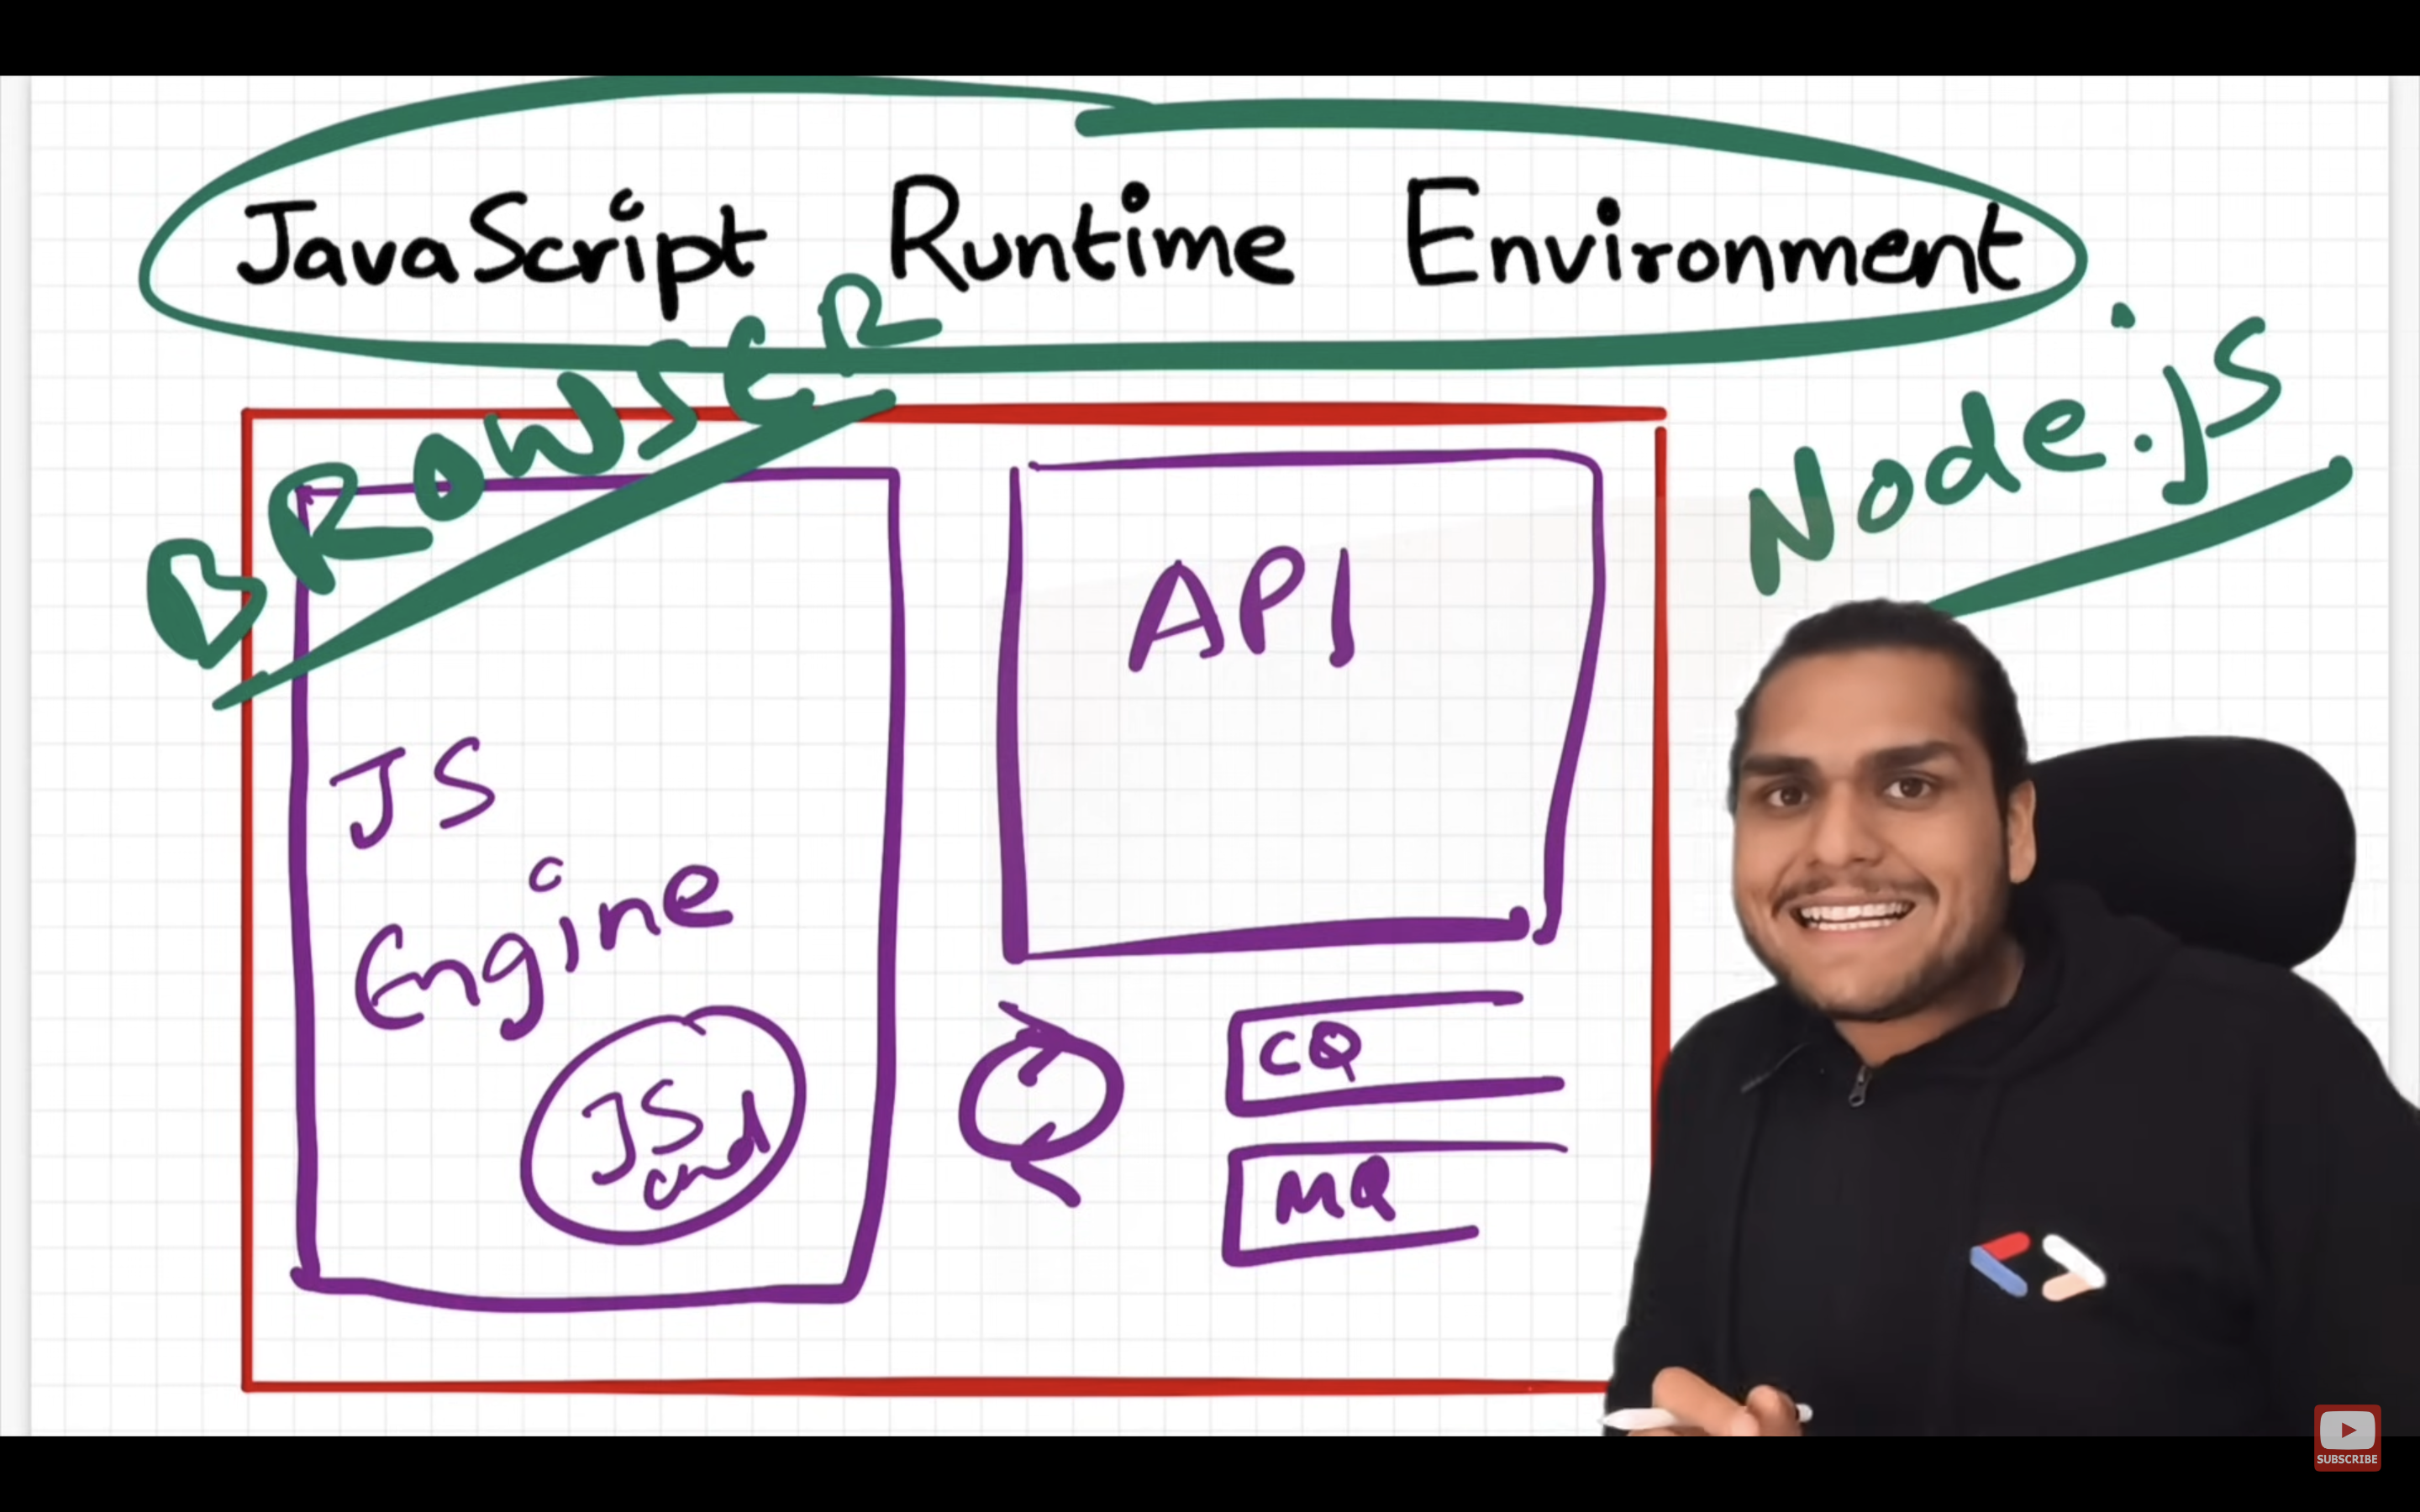 JavaScript Runtime Environment
BROWSER
Node.js
API
JS
Engine
JS
CQ
MQ
SUBSCRIBE